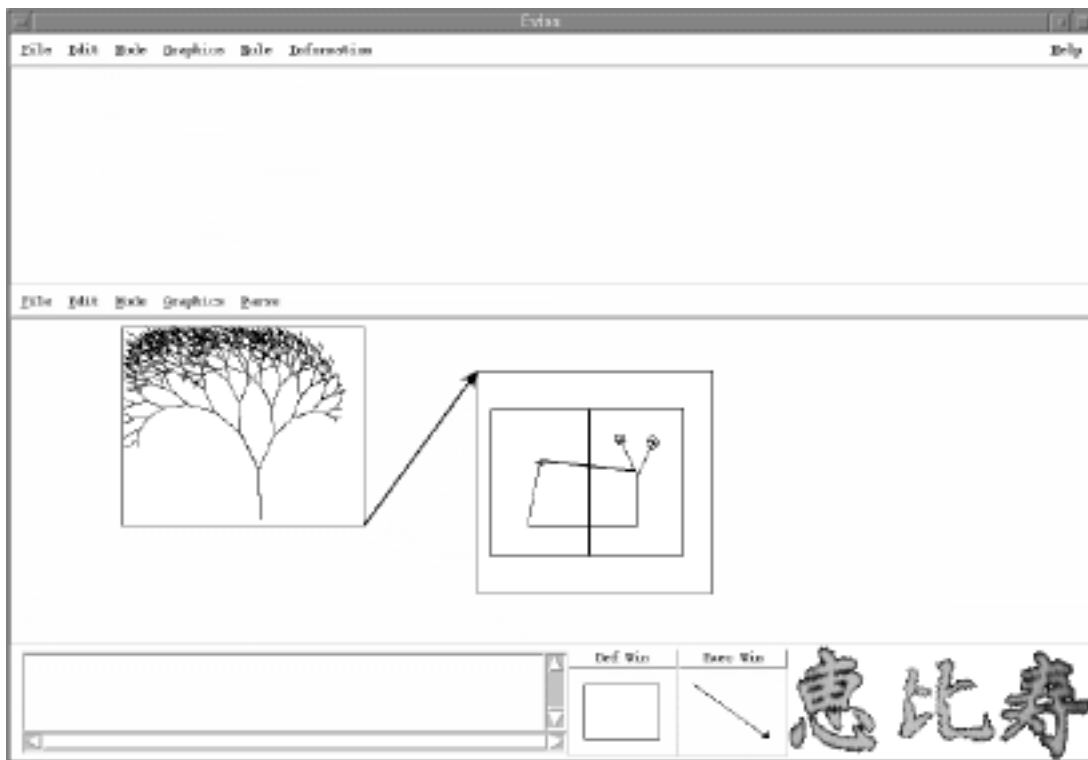 Eviss
File Edit Mode Graphics Rule Information Help
File Edit Mode Graphics Parse
Def Win Exec Win
恵比寿